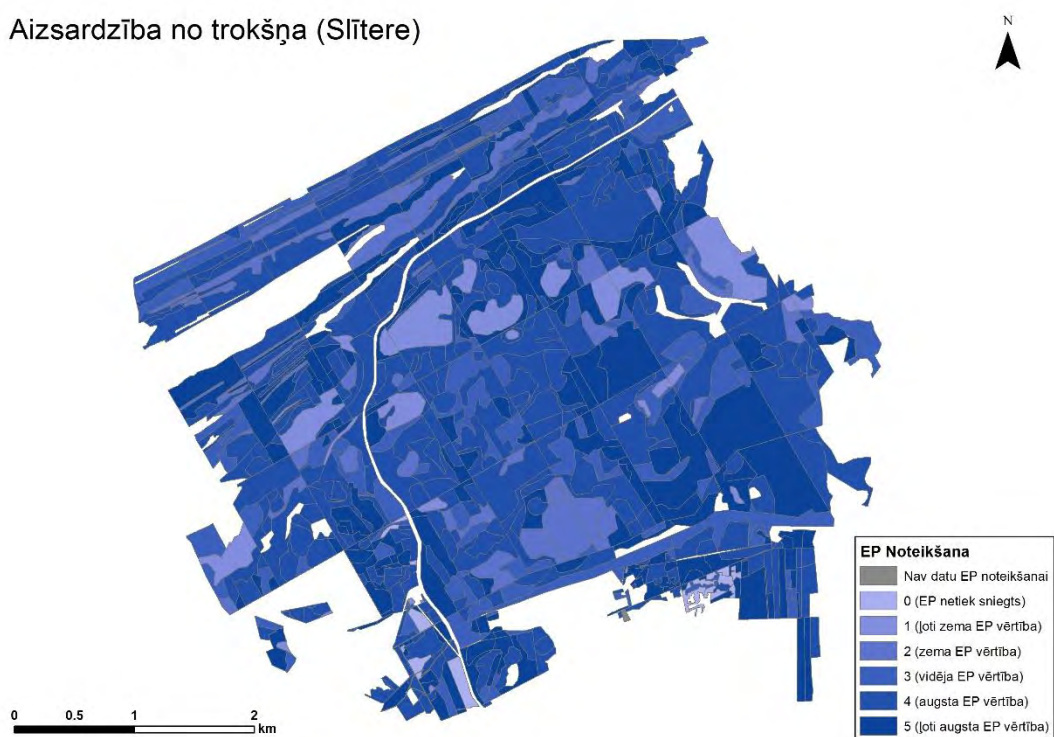 Aizsardzība no trokšņa (Slītere)
N
EP Noteikšana
Nav datu EP noteikšanai
0 (EP netiek sniegts)
1 (ļoti zema EP vērtība)
2 (zema EP vērtība)
3 (vidēja EP vērtība)
4 (augsta EP vērtība)
5 (ļoti augsta EP vērtība)
0 0.5 1 2
km